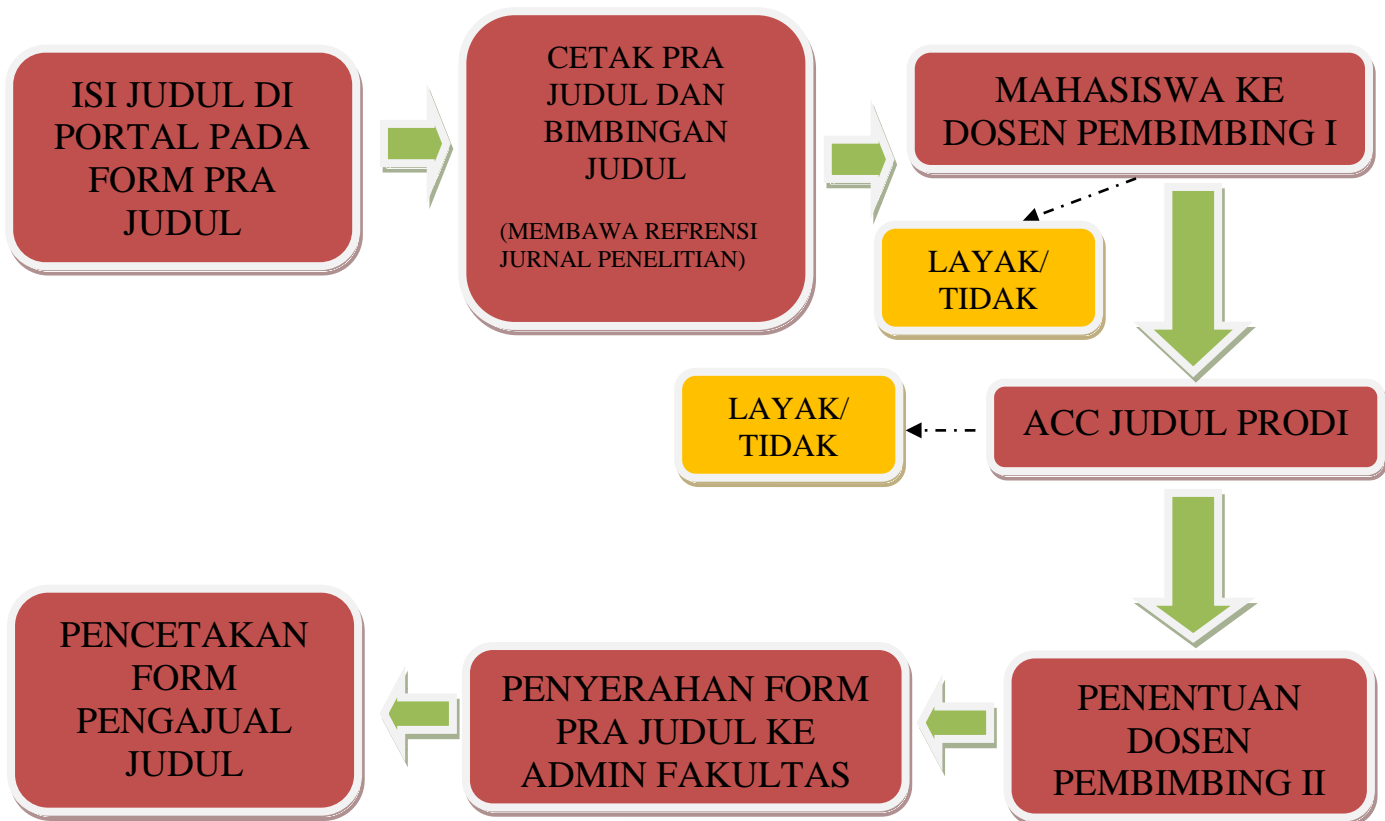 ISI JUDUL DI
PORTAL PADA
FORM PRA
JUDUL
CETAK PRA
JUDUL DAN
BIMBINGAN
JUDUL
(MEMBAWA REFRENSI
JURNAL PENELITIAN)
MAHASISWA KE
DOSEN PEMBIMBING I
LAYAK/
TIDAK
ACC JUDUL PRODI
LAYAK/
TIDAK
PENENTUAN
DOSEN
PEMBIMBING II
PENYERAHAN FORM
PRA JUDUL KE
ADMIN FAKULTAS
PENCETAKAN
FORM
PENGAJUAL
JUDUL